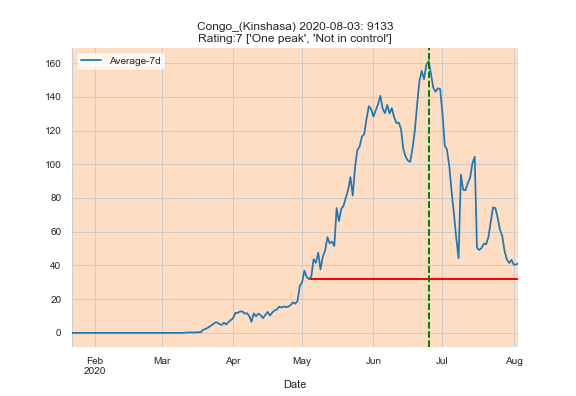 Congo_(Kinshasa) 2020-08-03: 9133
Rating:7 ['One peak', 'Not in control']
Average-7d
160
140
120
100
80
60
40
20
0
Feb Mar Apr May Jun Jul Aug
2020
Date